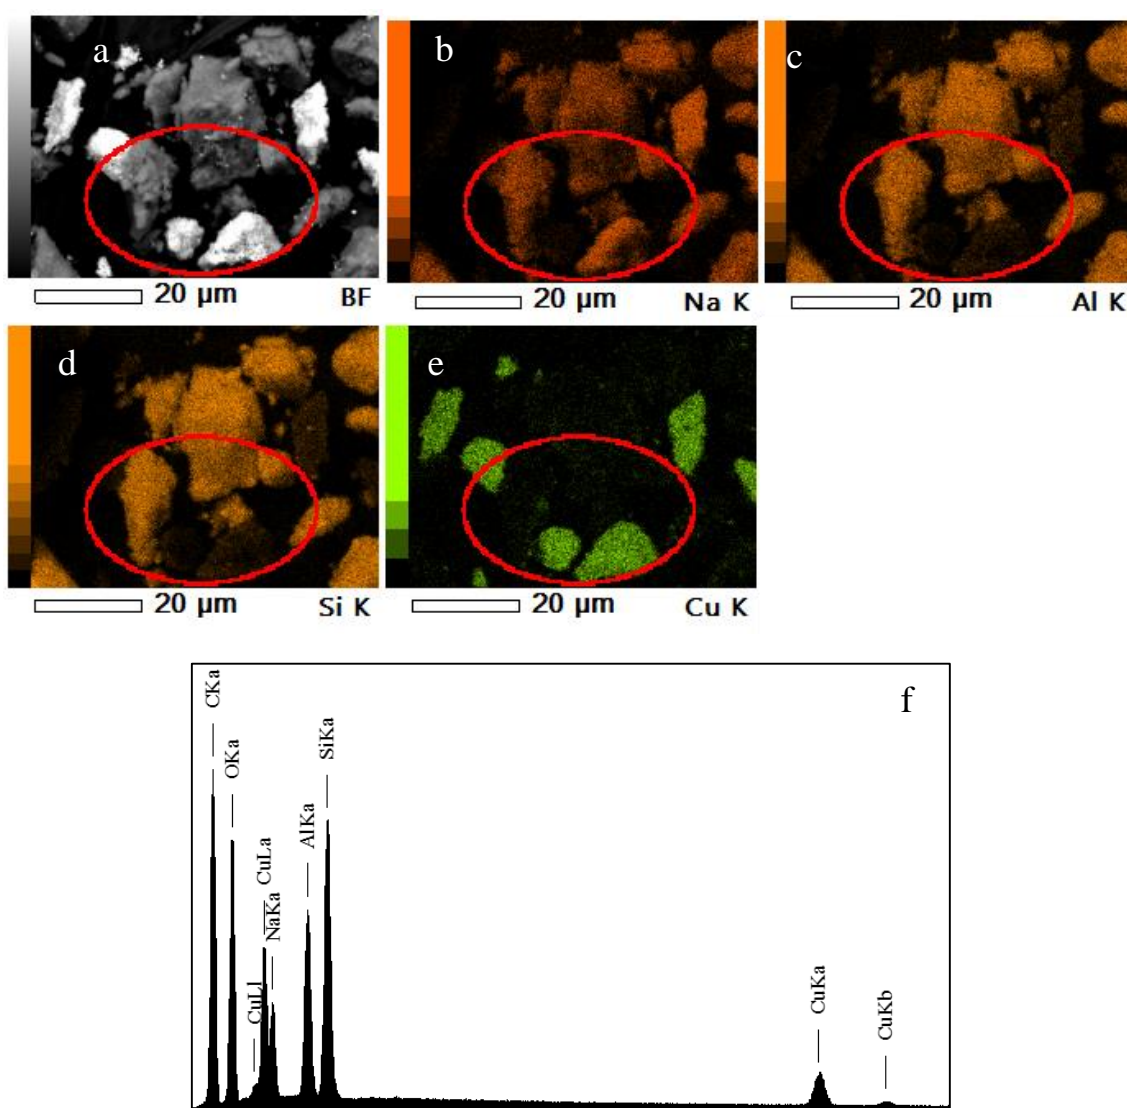 a
b
c
20 µm BF
20 µm Na K
20 µm Al K
d
e
20 µm Si K
20 µm Cu K
f
CKa
OKa
CuLl
CuLa
NaKa
AlKa
SiKa
CuKa
CuKb